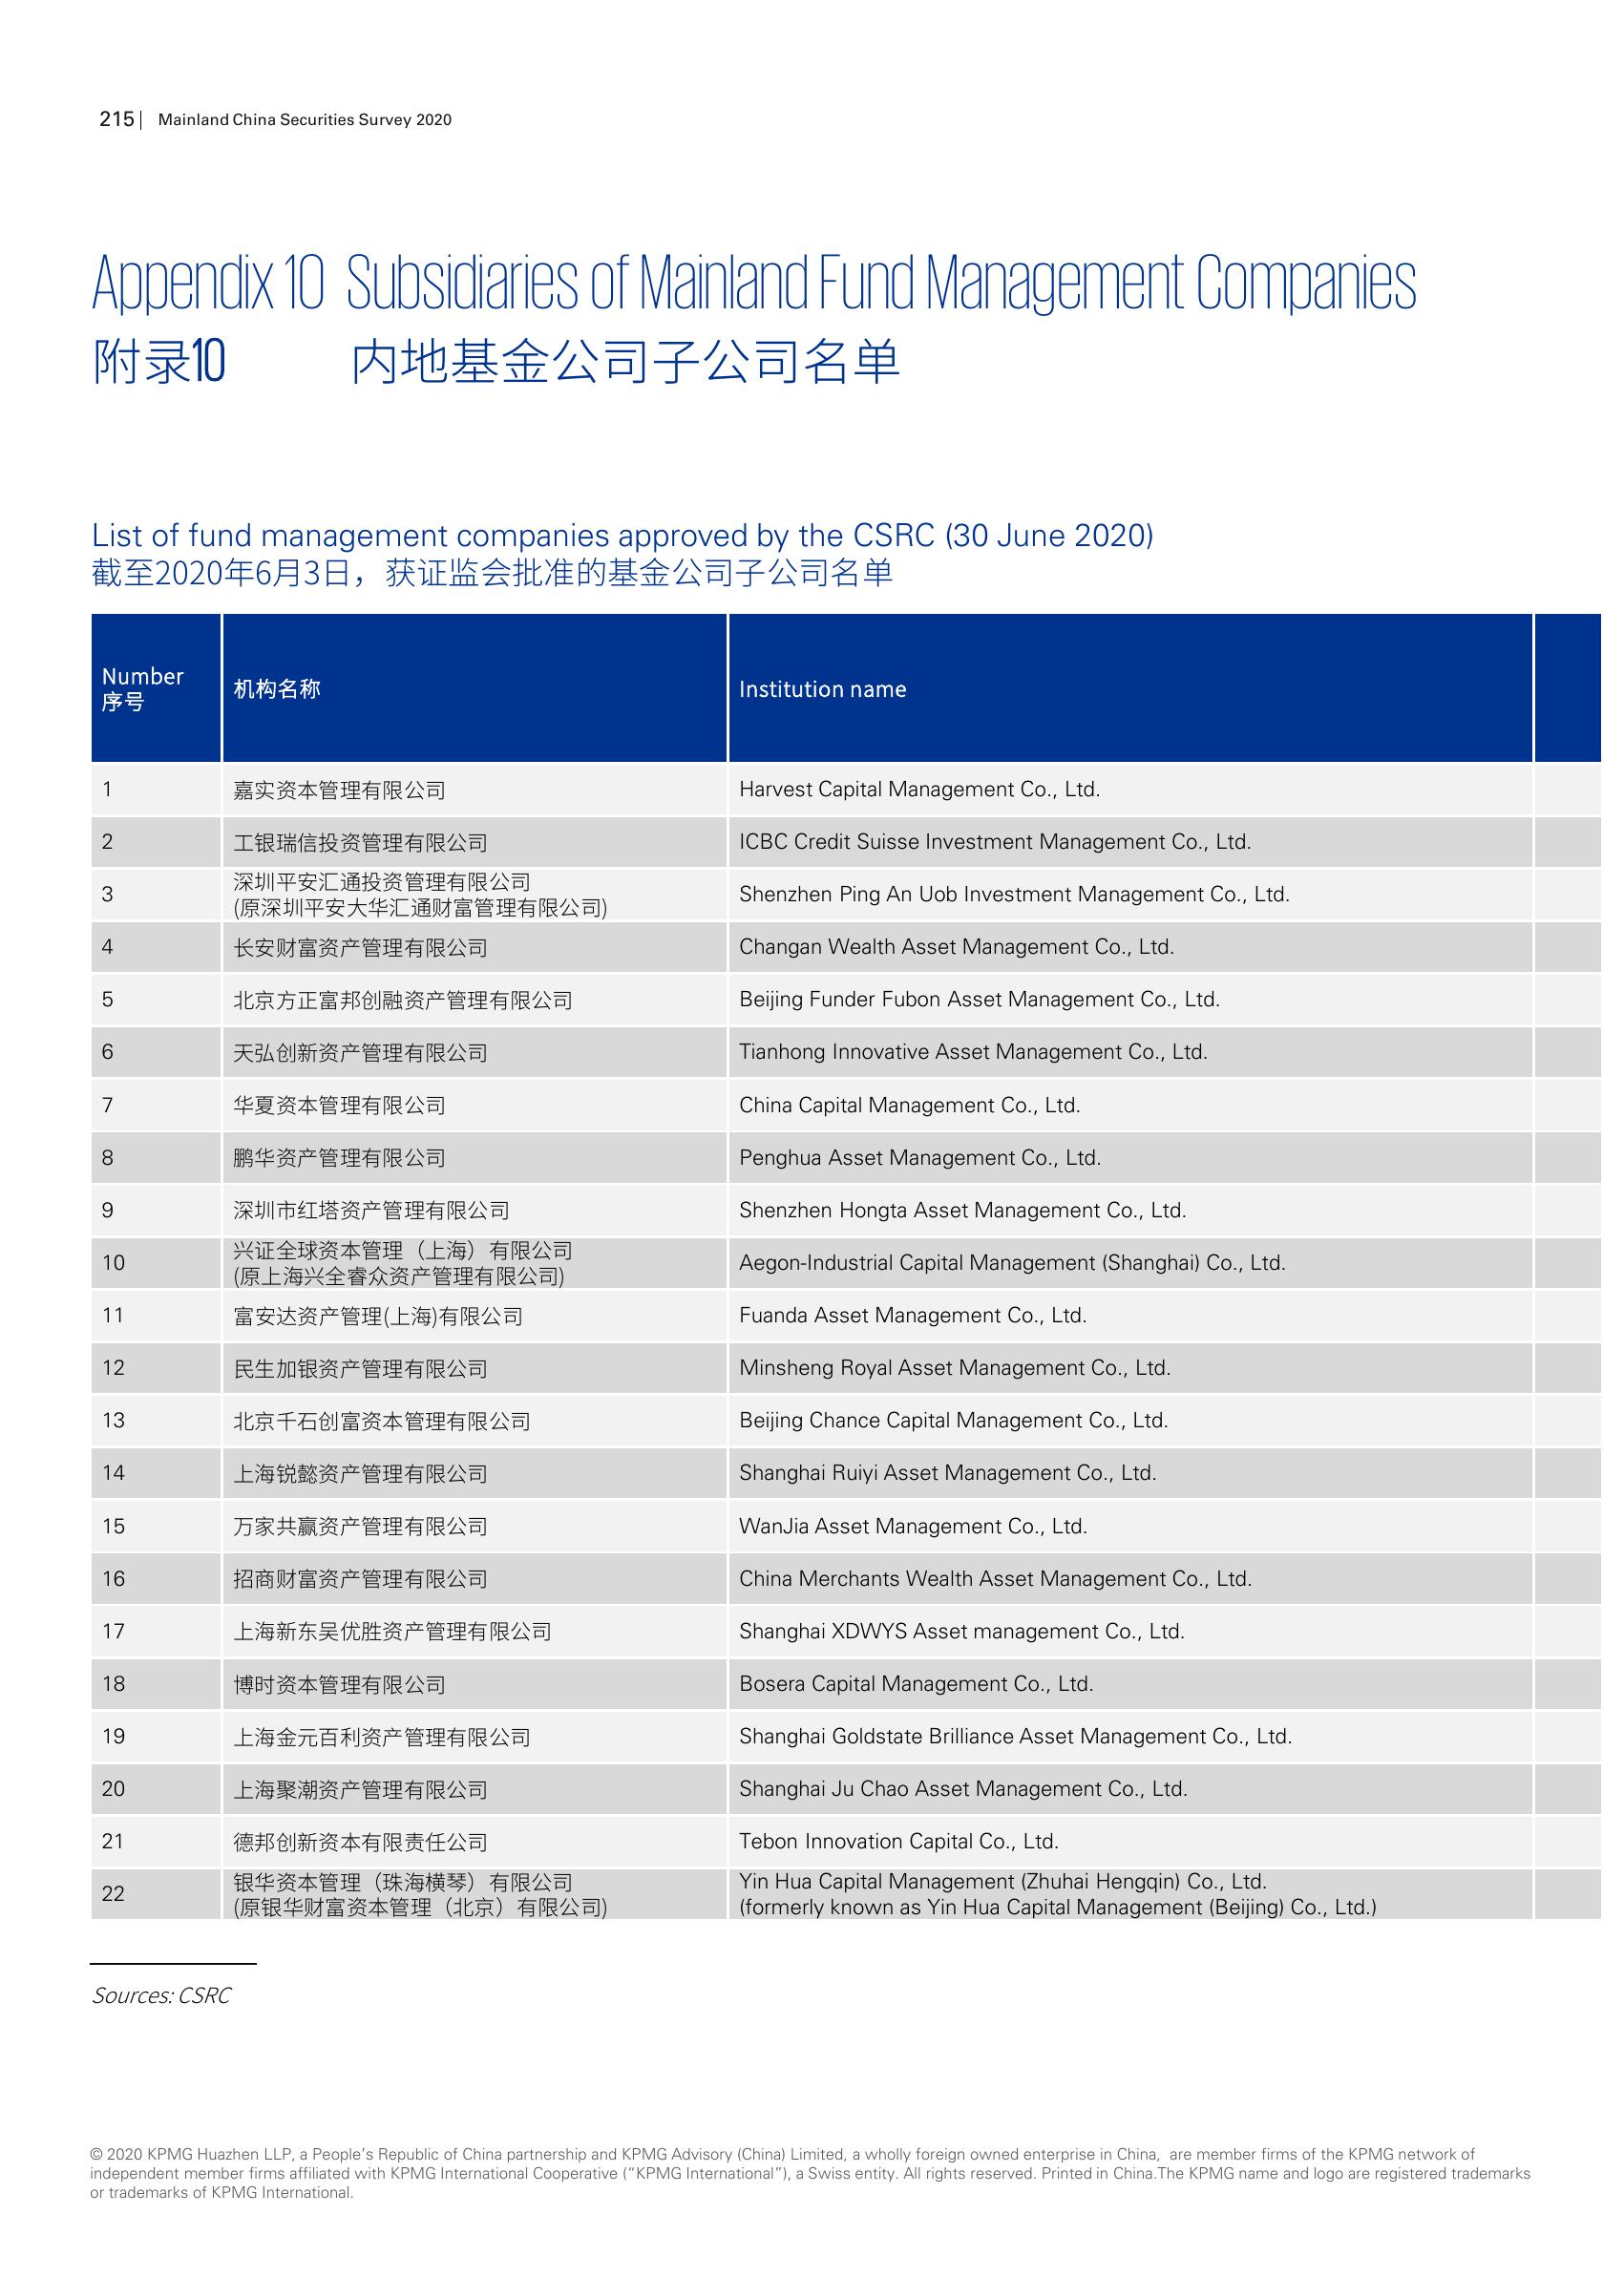 215 | Mainland China Securities Survey 2020
Appendix 10 Subsidiaries of Mainland Fund Management Companies
附录10 内地基金公司子公司名单
List of fund management companies approved by the CSRC (30 June 2020)
截至2020年6月3日，获证监会批准的基金公司子公司名单
Number
序号
机构名称
Institution name
1 嘉实资本管理有限公司 Harvest Capital Management Co., Ltd.
2 工银瑞信投资管理有限公司 ICBC Credit Suisse Investment Management Co., Ltd.
3 深圳平安汇通投资管理有限公司
(原深圳平安大华汇通财富管理有限公司) Shenzhen Ping An Uob Investment Management Co., Ltd.
4 长安财富资产管理有限公司 Changan Wealth Asset Management Co., Ltd.
5 北京方正富邦创融资产管理有限公司 Beijing Funder Fubon Asset Management Co., Ltd.
6 天弘创新资产管理有限公司 Tianhong Innovative Asset Management Co., Ltd.
7 华夏资本管理有限公司 China Capital Management Co., Ltd.
8 鹏华资产管理有限公司 Penghua Asset Management Co., Ltd.
9 深圳市红塔资产管理有限公司 Shenzhen Hongta Asset Management Co., Ltd.
10 兴证全球资本管理（上海）有限公司
(原上海兴全睿众资产管理有限公司) Aegon-Industrial Capital Management (Shanghai) Co., Ltd.
11 富安达资产管理(上海)有限公司 Fuanda Asset Management Co., Ltd.
12 民生加银资产管理有限公司 Minsheng Royal Asset Management Co., Ltd.
13 北京千石创富资本管理有限公司 Beijing Chance Capital Management Co., Ltd.
14 上海锐懿资产管理有限公司 Shanghai Ruiyi Asset Management Co., Ltd.
15 万家共赢资产管理有限公司 WanJia Asset Management Co., Ltd.
16 招商财富资产管理有限公司 China Merchants Wealth Asset Management Co., Ltd.
17 上海新东吴优胜资产管理有限公司 Shanghai XDWYS Asset management Co., Ltd.
18 博时资本管理有限公司 Bosera Capital Management Co., Ltd.
19 上海金元百利资产管理有限公司 Shanghai Goldstate Brilliance Asset Management Co., Ltd.
20 上海聚潮资产管理有限公司 Shanghai Ju Chao Asset Management Co., Ltd.
21 德邦创新资本有限责任公司 Tebon Innovation Capital Co., Ltd.
22 银华资本管理（珠海横琴）有限公司
(原银华财富资本管理（北京）有限公司) Yin Hua Capital Management (Zhuhai Hengqin) Co., Ltd.
(formerly known as Yin Hua Capital Management (Beijing) Co., Ltd.)
Sources: CSRC
© 2020 KPMG Huazhen LLP, a People’s Republic of China partnership and KPMG Advisory (China) Limited, a wholly foreign owned enterprise in China, are member firms of the KPMG network of
independent member firms affiliated with KPMG International Cooperative (“KPMG International”), a Swiss entity. All rights reserved. Printed in China.The KPMG name and logo are registered trademarks
or trademarks of KPMG International.